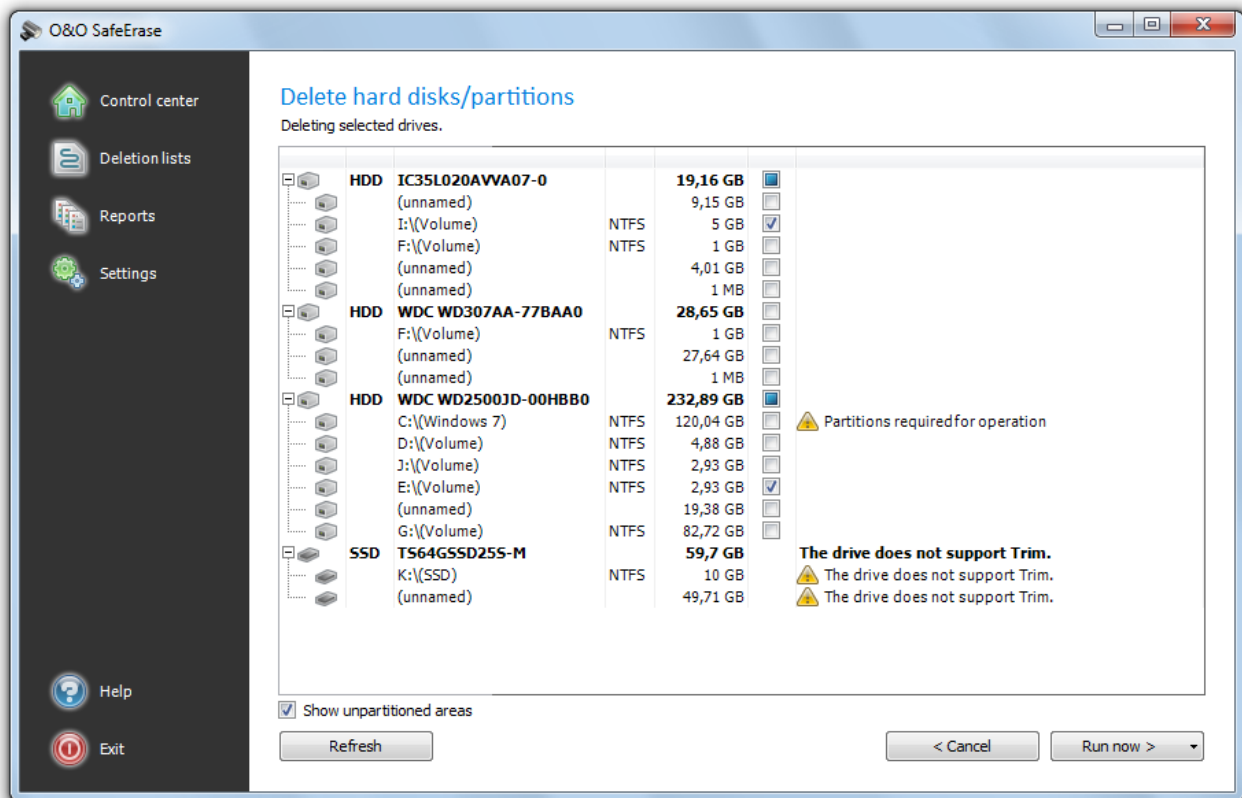 O&O SafeErase
Control center
Deletion lists
Reports
Settings
Help
Exit
Delete hard disks/partitions
Deleting selected drives.
HDD IC35L020AVVA07-0 19,16 GB
(unnamed) 9,15 GB
I:\(Volume) NTFS 5 GB
F:\(Volume) NTFS 1 GB
(unnamed) 4,01 GB
(unnamed) 1 MB
HDD WDC WD307AA-77BAA0 28,65 GB
F:\(Volume) NTFS 1 GB
(unnamed) 27,64 GB
(unnamed) 1 MB
HDD WDC WD2500JD-00HBB0 232,89 GB
C:\(Windows 7) NTFS 120,04 GB Partitions required for operation
D:\(Volume) NTFS 4,88 GB
J:\(Volume) NTFS 2,93 GB
E:\(Volume) NTFS 2,93 GB
(unnamed) 19,38 GB
G:\(Volume) NTFS 82,72 GB
SSD TS64GSSD25S-M 59,7 GB The drive does not support Trim.
K:\(SSD) NTFS 10 GB The drive does not support Trim.
(unnamed) 49,71 GB The drive does not support Trim.
Show unpartitioned areas
Refresh
< Cancel
Run now >